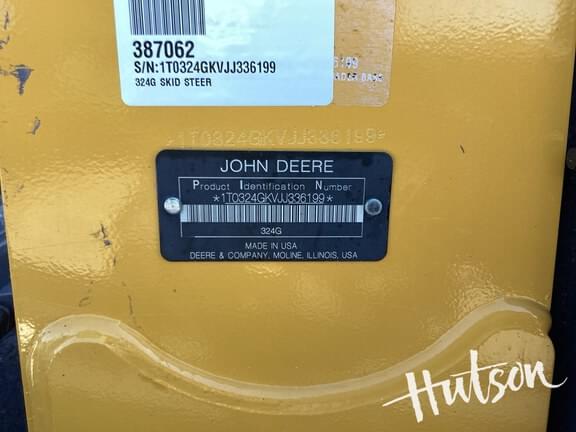 387062
S/N:1T0324GKVJJ336199
324G SKID STEER
*1T0324GKVJJ336199*
JOHN DEERE
Product Identification Number
*1T0324GKVJJ336199*
324G
MADE IN USA
DEERE & COMPANY, MOLINE, ILLINOIS, USA
Hutson